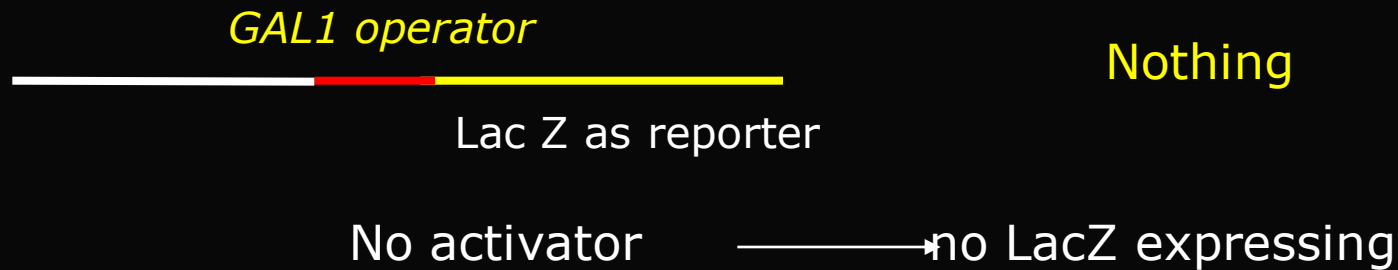 GAL1 operator
Nothing
Lac Z as reporter
No activator no LacZ expressing